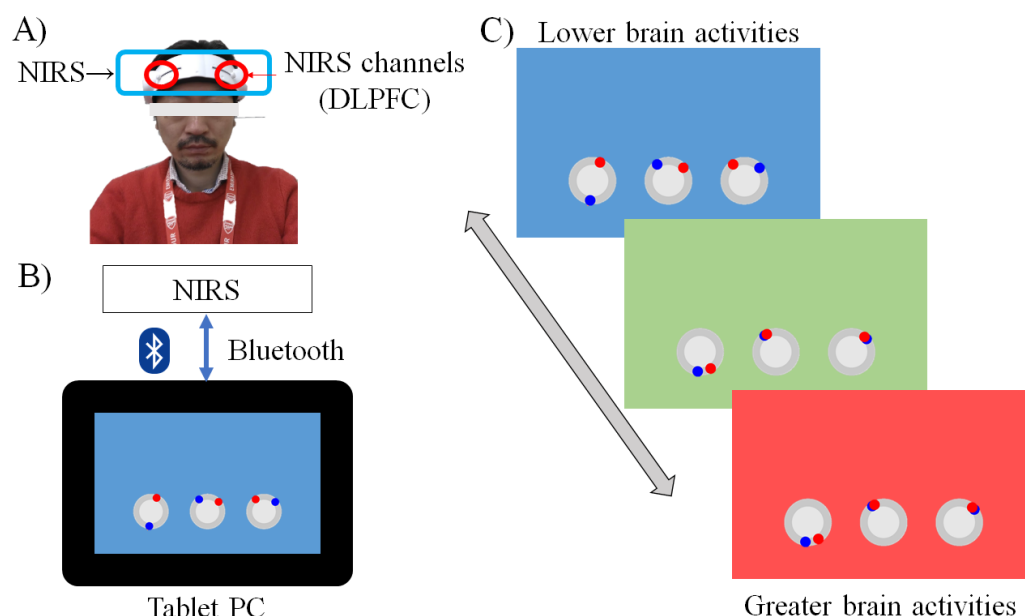 A)
NIRS→
NIRS channels
(DLPFC)
B)
NIRS
Bluetooth
Tablet PC
C)
Lower brain activities
Greater brain activities